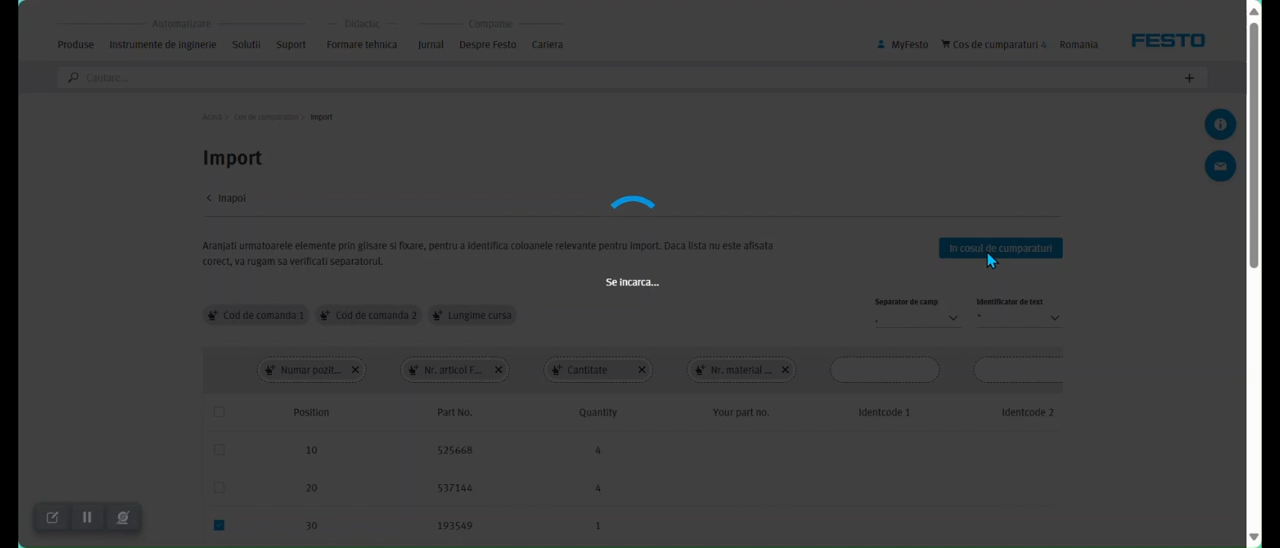 Automatizare Didactic Companie
Produse Instrumente de inginerie Solutii Suport Formare tehnica Jurnal Despre Festo Cariera MyFesto Cos de cumparaturi 4 Romania FESTO
Cautare...
Acasă / Cos de cumparaturi / Import
Import
Inapoi
Aranjati urmatoarele elemente prin glisare si fixare, pentru a identifica coloanele relevante pentru import. Daca lista nu este afisata
corect, va rugam sa verificati separatorul.
In cosul de cumparaturi
Se incarca...
Separator de camp Identificator de text
Cod de comanda 1 Cod de comanda 2 Lungime cursa , "
Numar pozit... Nr. articol F... Cantitate Nr. material ...
Position Part No. Quantity Your part no. Identcode 1 Identcode 2
10 525668 4
20 537144 4
30 193549 1